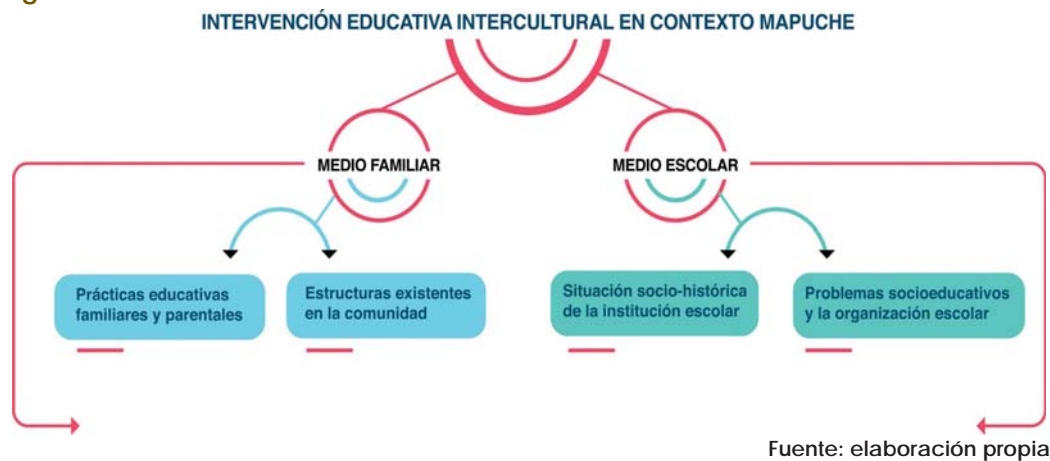 INTERVENCIÓN EDUCATIVA INTERCULTURAL EN CONTEXTO MAPUCHE
MEDIO FAMILIAR
MEDIO ESCOLAR
Prácticas educativas
familiares y parentales
Estructuras existentes
en la comunidad
Situación socio-histórica
de la institución escolar
Problemas socioeducativos
y la organización escolar
Fuente: elaboración propia